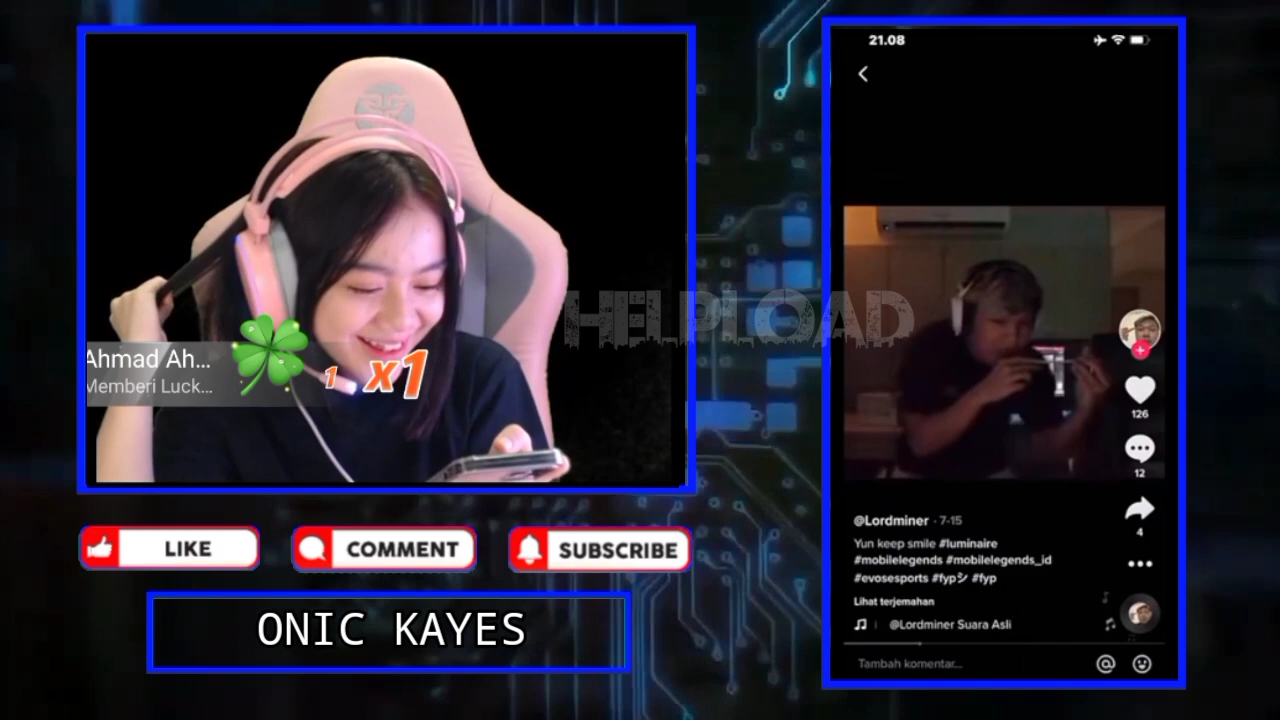 Ahmad Ah...
Memberi Luck...
1 x1
LIKE
COMMENT
SUBSCRIBE
ONIC KAYES
HELPLOAD
21.08
126
12
4
@Lordminer · 7-15
Yun keep smile #luminaire
#mobilelegends #mobilelegends_id
#evosesports #fypシ #fyp
Lihat terjemahan
@Lordminer Suara Asli
Tambah komentar...